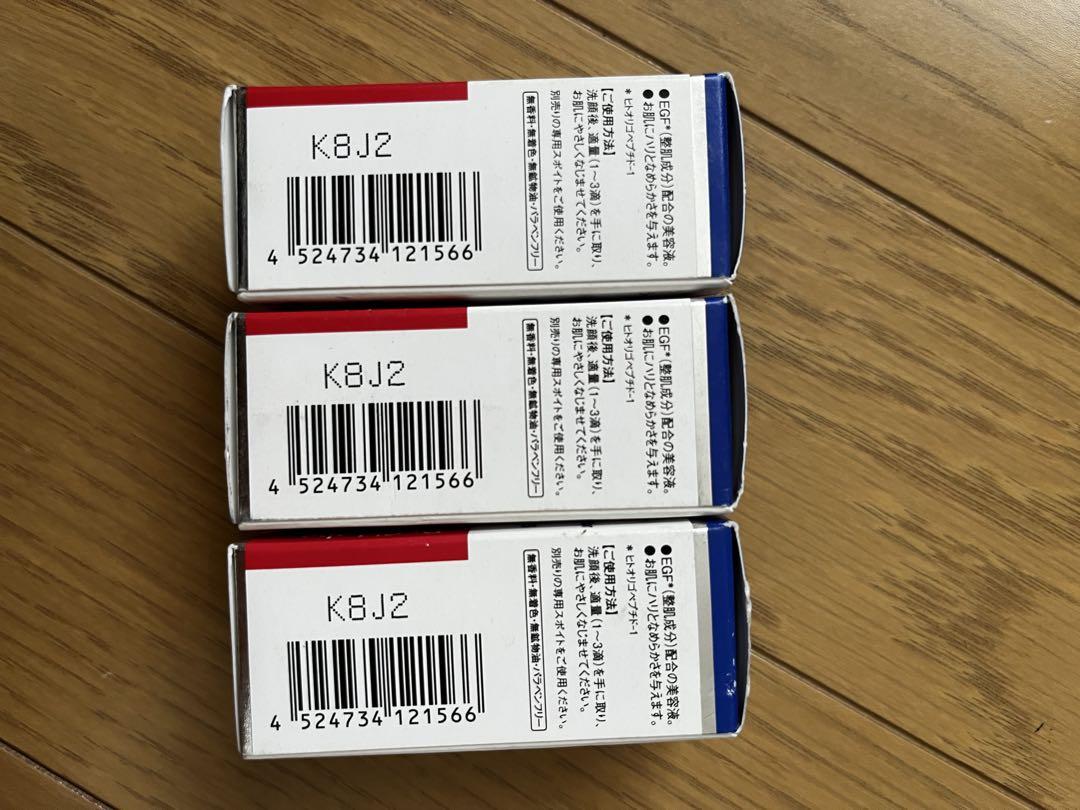 K8J2
4 524734 121566
●EGF*(整肌成分)配合の美容液。
●お肌にハリとなめらかさを与えます。
*ヒトオリゴペプチド-1
【ご使用方法】
洗顔後、適量(1～3滴)を手に取り、
お肌にやさしくなじませてください。
別売りの専用スポイトをご使用ください。
無香料・無着色・無鉱物油・パラベンフリー
K8J2
4 524734 121566
●EGF*(整肌成分)配合の美容液。
●お肌にハリとなめらかさを与えます。
*ヒトオリゴペプチド-1
【ご使用方法】
洗顔後、適量(1～3滴)を手に取り、
お肌にやさしくなじませてください。
別売りの専用スポイトをご使用ください。
無香料・無着色・無鉱物油・パラベンフリー
K8J2
4 524734 121566
●EGF*(整肌成分)配合の美容液。
●お肌にハリとなめらかさを与えます。
*ヒトオリゴペプチド-1
【ご使用方法】
洗顔後、適量(1～3滴)を手に取り、
お肌にやさしくなじませてください。
別売りの専用スポイトをご使用ください。
無香料・無着色・無鉱物油・パラベンフリー